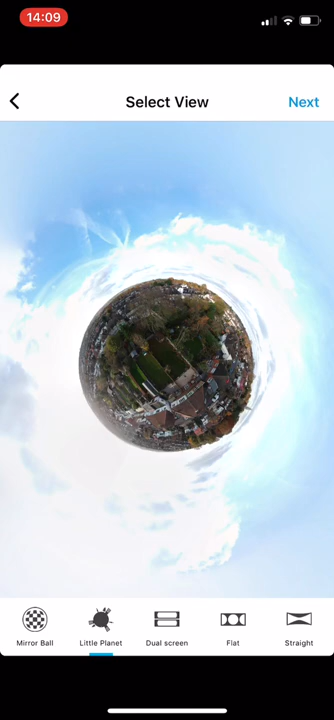 14:09
Select View
Next
Mirror Ball
Little Planet
Dual screen
Flat
Straight